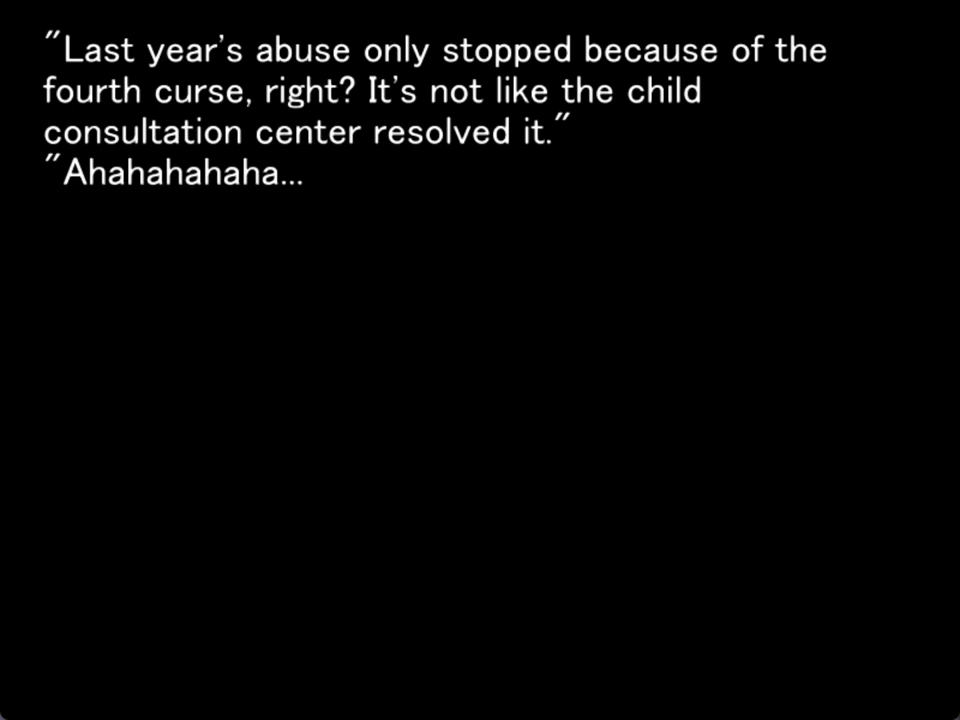 "Last year's abuse only stopped because of the
fourth curse, right? It's not like the child
consultation center resolved it."
"Ahahahahaha...